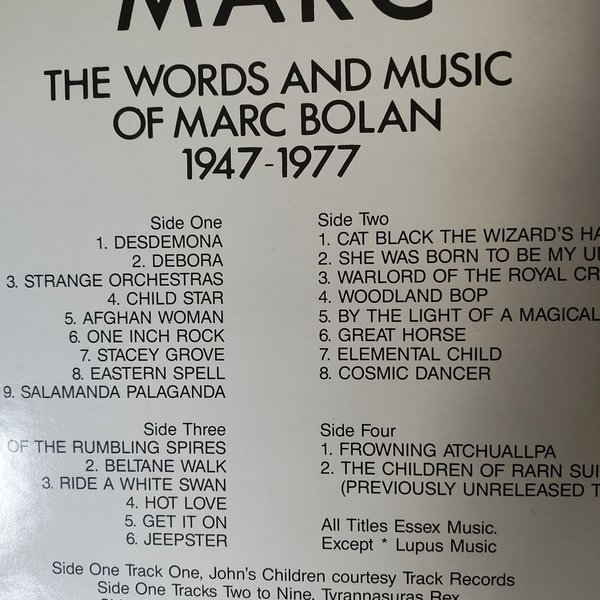 MARC
THE WORDS AND MUSIC
OF MARC BOLAN
1947-1977
Side One
1. DESDEMONA
2. DEBORA
3. STRANGE ORCHESTRAS
4. CHILD STAR
5. AFGHAN WOMAN
6. ONE INCH ROCK
7. STACEY GROVE
8. EASTERN SPELL
9. SALAMANDA PALAGANDA
Side Two
1. CAT BLACK THE WIZARD'S
2. SHE WAS BORN TO BE MY
3. WARLORD OF THE ROYAL
4. WOODLAND BOP
5. BY THE LIGHT OF A MAGICAL
6. GREAT HORSE
7. ELEMENTAL CHILD
8. COSMIC DANCER
Side Three
OF THE RUMBLING SPIRES
2. BELTANE WALK
3. RIDE A WHITE SWAN
4. HOT LOVE
5. GET IT ON
6. JEEPSTER
Side Four
1. FROWNING ATCHUALLPA
2. THE CHILDREN OF RARN
(PREVIOUSLY UNRELEASED
All Titles Essex Music.
Except * Lupus Music
Side One Track One, John's Children courtesy Track Records
Side One Tracks Two to Nine, Tyrannasuras Rex